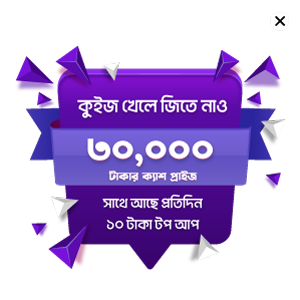 কুইজ খেলে জিতে নাও
৩০,০০০
টাকার ক্যাশ প্রাইজ
সাথে আছে প্রতিদিন
১০ টাকা টপ আপ